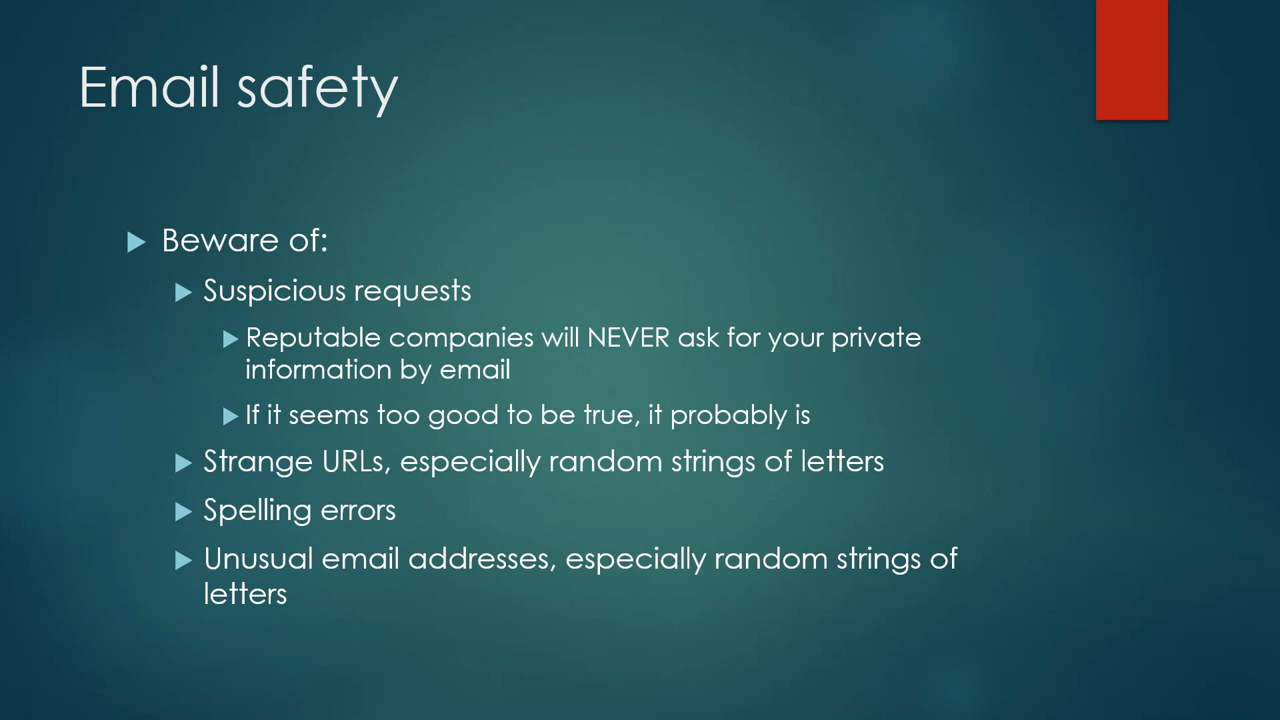 Email safety
Beware of:
Suspicious requests
Reputable companies will NEVER ask for your private
information by email
If it seems too good to be true, it probably is
Strange URLs, especially random strings of letters
Spelling errors
Unusual email addresses, especially random strings of
letters